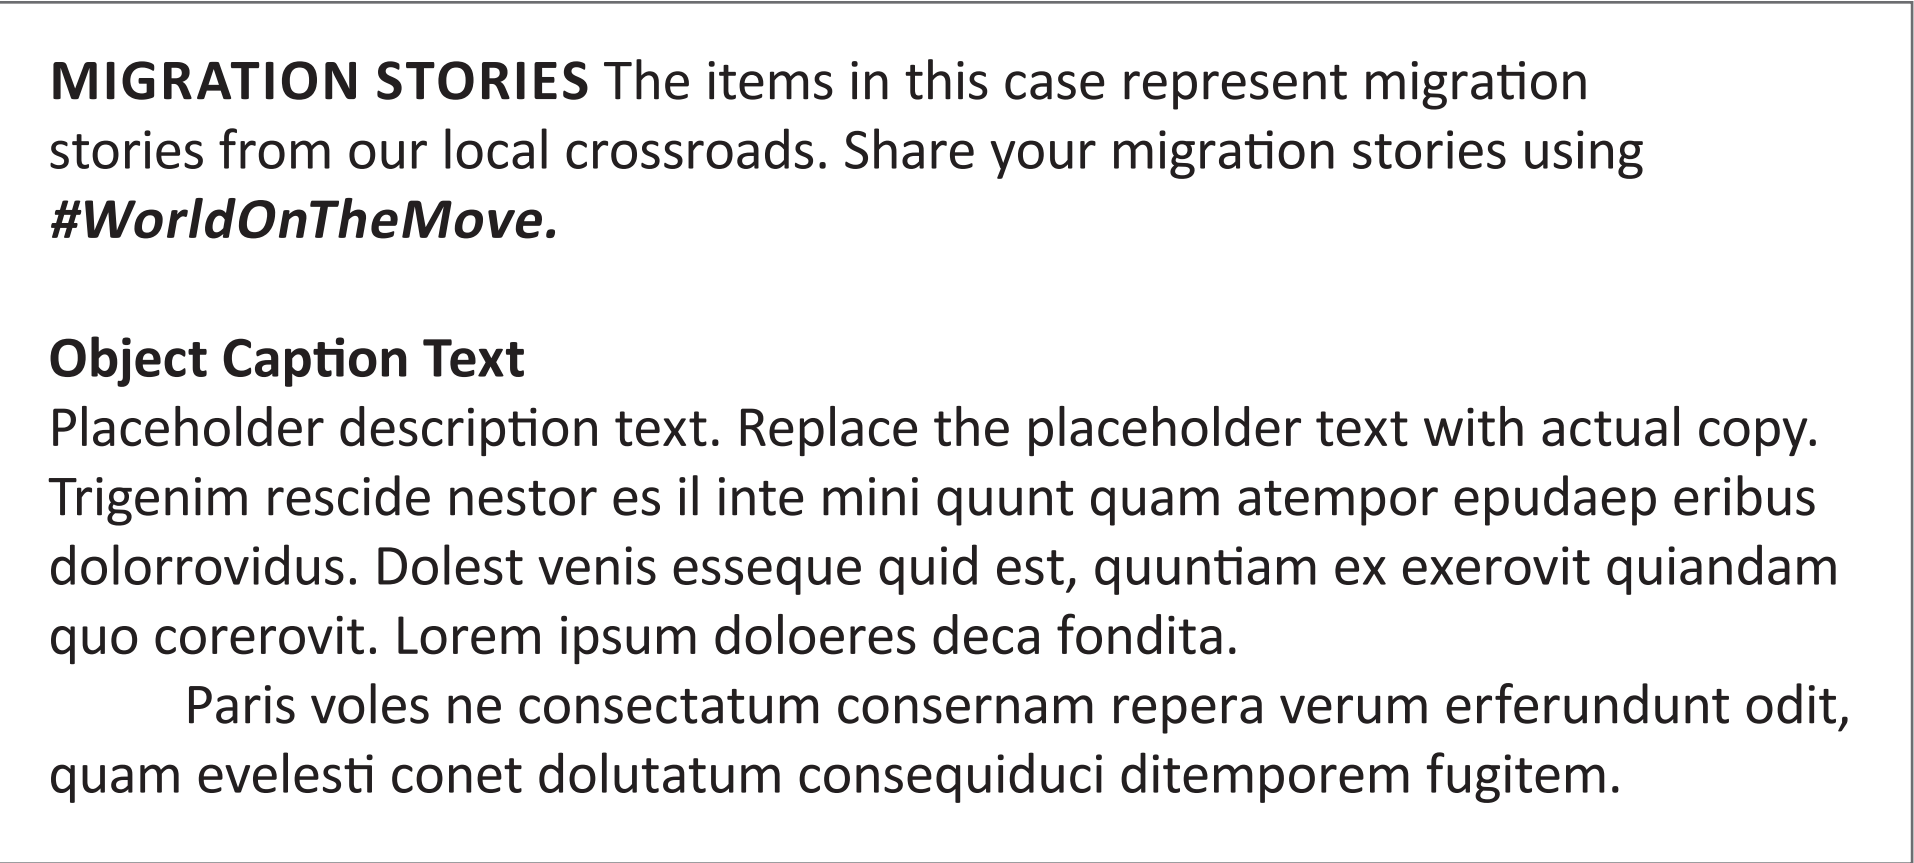 MIGRATION STORIES The items in this case represent migration
stories from our local crossroads. Share your migration stories using
#WorldOnTheMove.
Object Caption Text
Placeholder description text. Replace the placeholder text with actual copy.
Trigenim rescide nestor es il inte mini quunt quam atempor epudaep eribus
dolorrovidus. Dolest venis esseque quid est, quuntiam ex exerovit quiandam
quo corerovit. Lorem ipsum doloeres deca fondita.
Paris voles ne consectatum consernam repera verum erferundunt odit,
quam evelesti conet dolutatum consequiduci ditemporem fugitem.